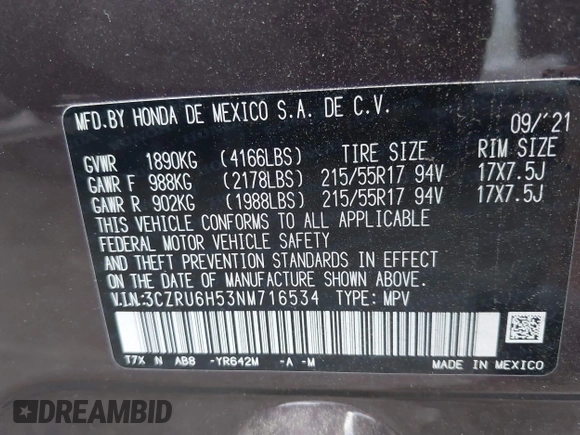 MFD.BY HONDA DE MEXICO S.A. DE C.V.
09/'21
GVWR 1890KG (4166LBS) TIRE SIZE RIM SIZE
GAWR F 988KG (2178LBS) 215/55R17 94V 17X7.5J
GAWR R 902KG (1988LBS) 215/55R17 94V 17X7.5J
THIS VEHICLE CONFORMS TO ALL APPLICABLE
FEDERAL MOTOR VEHICLE SAFETY
AND THEFT PREVENTION STANDARDS IN EFFECT
ON THE DATE OF MANUFACTURE SHOWN ABOVE.
V.I.N.:3CZRU6H53NM716534 TYPE: MPV
T7X N AB8 -YR642M -A -M
MADE IN MEXICO
DREAMBID